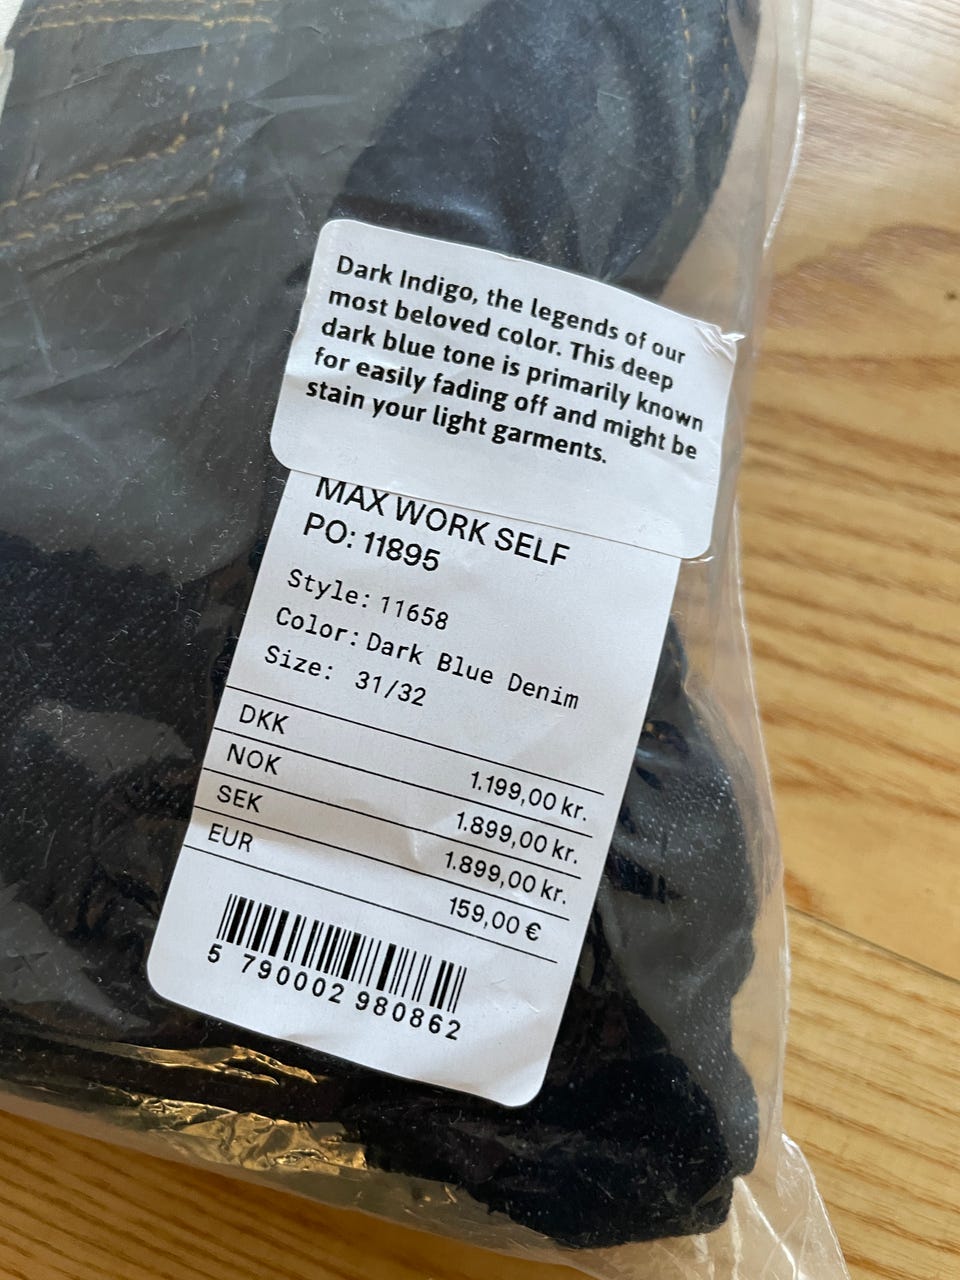 Dark Indigo, the legends of our
most beloved color. This deep
dark blue tone is primarily known
for easily fading off and might be
stain your light garments.
MAX WORK SELF
PO: 11895
Style: 11658
Color: Dark Blue Denim
Size: 31/32
DKK 1.199,00 kr.
NOK 1.899,00 kr.
SEK 1.899,00 kr.
EUR 159,00 €
5 790002 980862